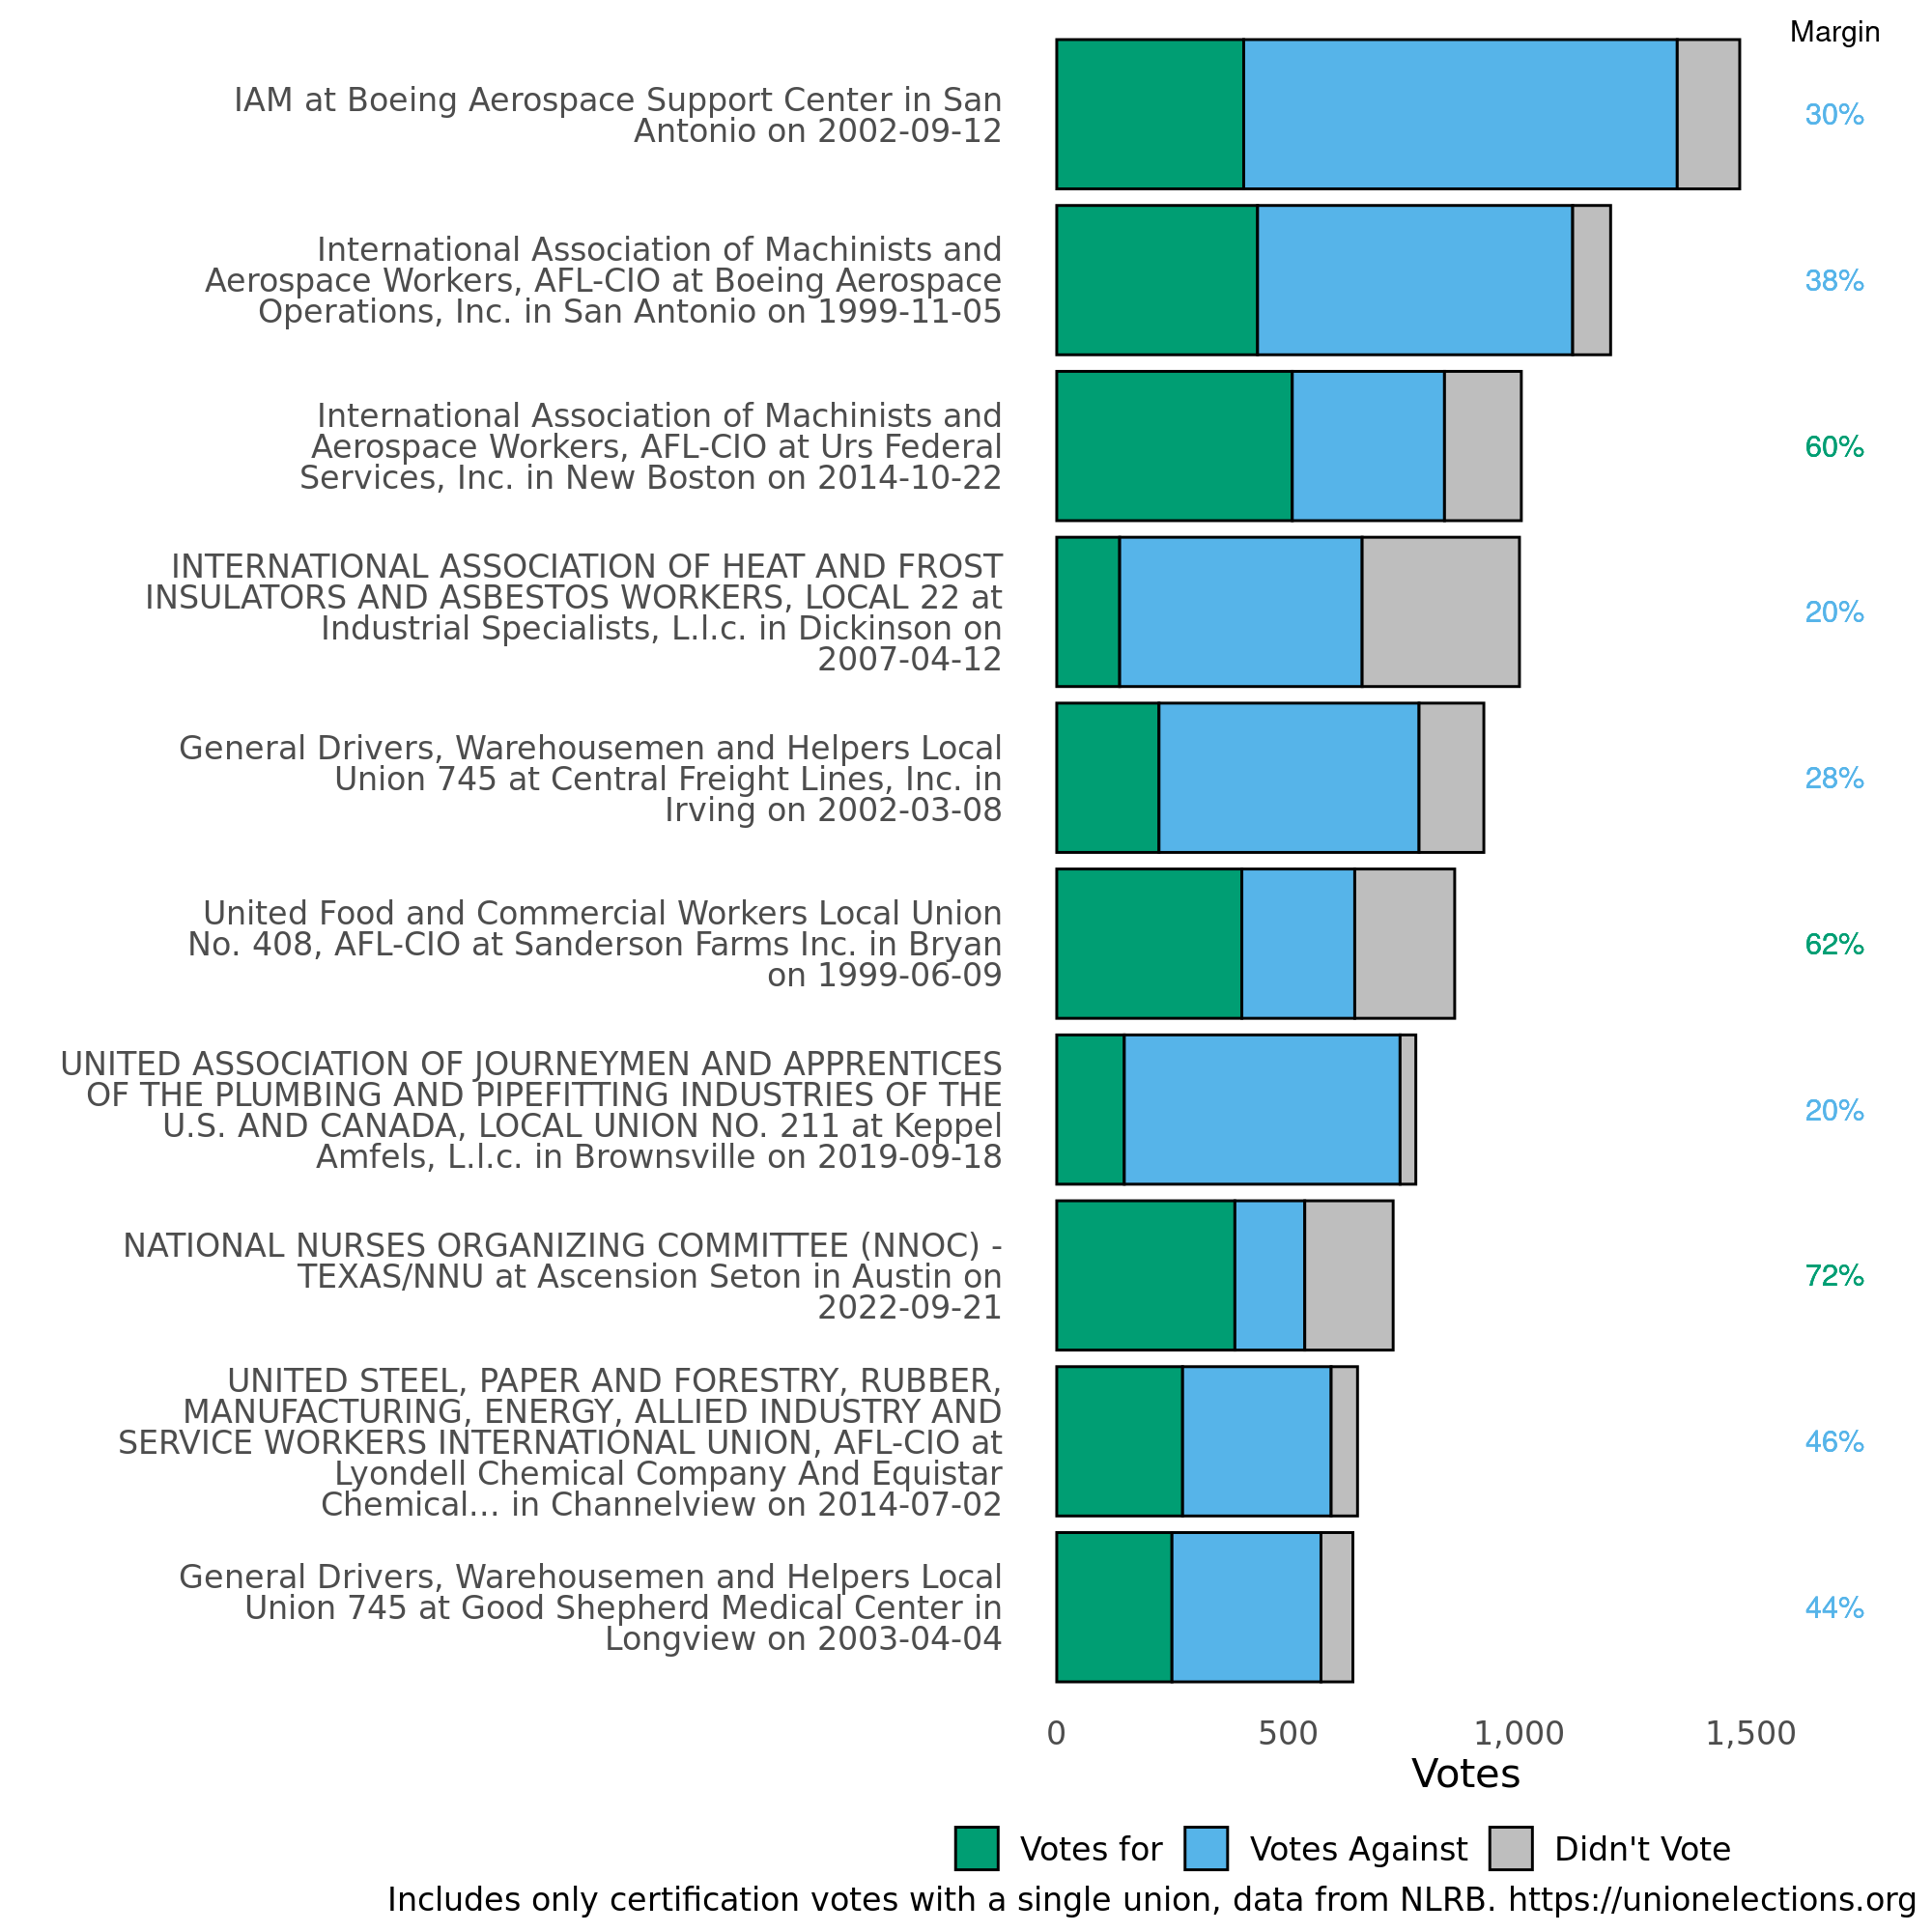 Margin
IAM at Boeing Aerospace Support Center in San
Antonio on 2002-09-12
30%
International Association of Machinists and
Aerospace Workers, AFL-CIO at Boeing Aerospace
Operations, Inc. in San Antonio on 1999-11-05
38%
International Association of Machinists and
Aerospace Workers, AFL-CIO at Urs Federal
Services, Inc. in New Boston on 2014-10-22
60%
INTERNATIONAL ASSOCIATION OF HEAT AND FROST
INSULATORS AND ASBESTOS WORKERS, LOCAL 22 at
Industrial Specialists, L.l.c. in Dickinson on
2007-04-12
20%
General Drivers, Warehousemen and Helpers Local
Union 745 at Central Freight Lines, Inc. in
Irving on 2002-03-08
28%
United Food and Commercial Workers Local Union
No. 408, AFL-CIO at Sanderson Farms Inc. in Bryan
on 1999-06-09
62%
UNITED ASSOCIATION OF JOURNEYMEN AND APPRENTICES
OF THE PLUMBING AND PIPEFITTING INDUSTRIES OF THE
U.S. AND CANADA, LOCAL UNION NO. 211 at Keppel
Amfels, L.l.c. in Brownsville on 2019-09-18
20%
NATIONAL NURSES ORGANIZING COMMITTEE (NNOC) -
TEXAS/NNU at Ascension Seton in Austin on
2022-09-21
72%
UNITED STEEL, PAPER AND FORESTRY, RUBBER,
MANUFACTURING, ENERGY, ALLIED INDUSTRY AND
SERVICE WORKERS INTERNATIONAL UNION, AFL-CIO at
Lyondell Chemical Company And Equistar
Chemical... in Channelview on 2014-07-02
46%
General Drivers, Warehousemen and Helpers Local
Union 745 at Good Shepherd Medical Center in
Longview on 2003-04-04
44%
0 500 1,000 1,500
Votes
Votes for Votes Against Didn't Vote
Includes only certification votes with a single union, data from NLRB. https://unionelections.org